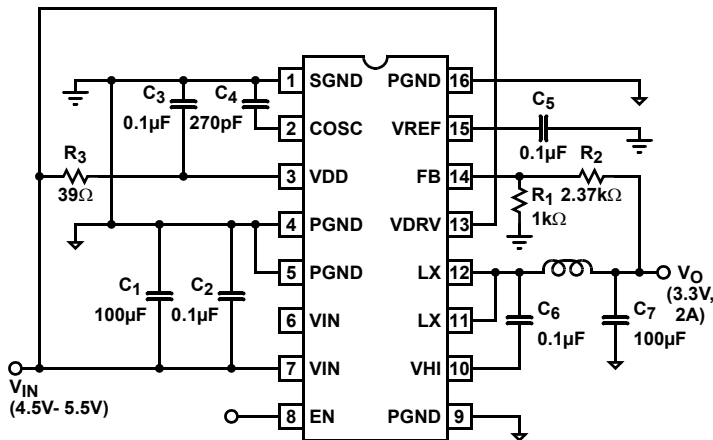 1 SGND PGND 16
C3 0.1µF
C4 270pF
2 COSC VREF 15
C5 0.1µF
R3 39Ω
3 VDD FB 14
R2 2.37kΩ
R1 1kΩ
4 PGND VDRV 13
5 PGND LX 12
C1 100µF
C2 0.1µF
6 VIN LX 11
C6 0.1µF
C7 100µF
VO
(3.3V,
2A)
7 VIN VHI 10
VIN
(4.5V- 5.5V)
8 EN PGND 9